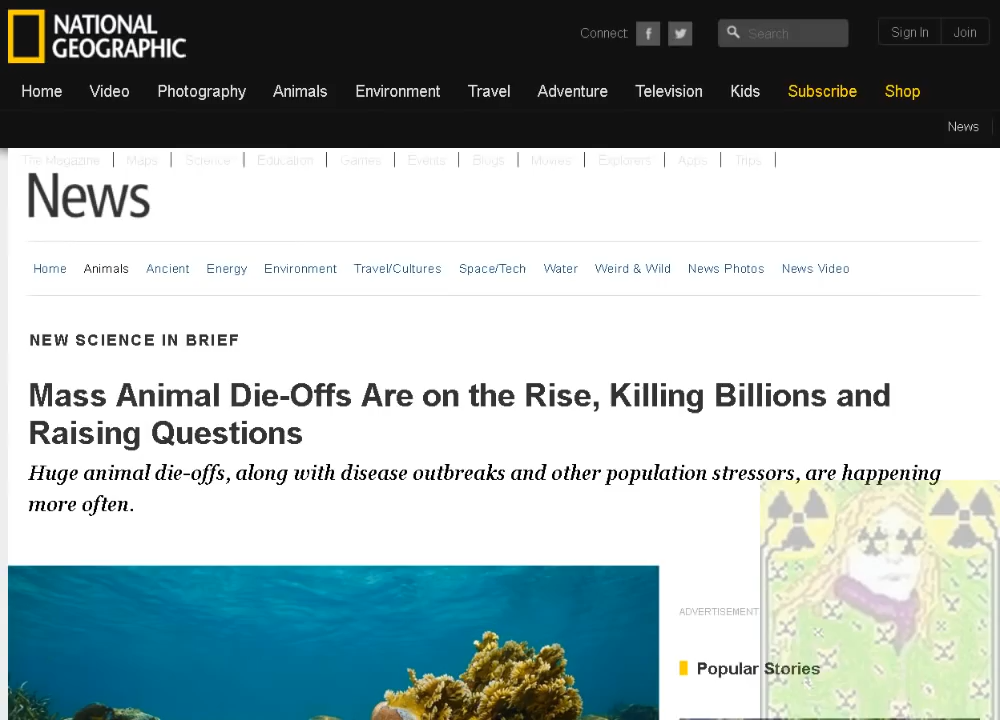 NATIONAL
GEOGRAPHIC
Connect: f Search Sign In Join
Home Video Photography Animals Environment Travel Adventure Television Kids Subscribe Shop
News
The Magazine | Maps | Science | Education | Games | Events | Blogs | Movies | Explorers | Apps | Trips |
News
Home Animals Ancient Energy Environment Travel/Cultures Space/Tech Water Weird & Wild News Photos News Video
NEW SCIENCE IN BRIEF
Mass Animal Die-Offs Are on the Rise, Killing Billions and
Raising Questions
Huge animal die-offs, along with disease outbreaks and other population stressors, are happening
more often.
ADVERTISEMENT
Popular Stories